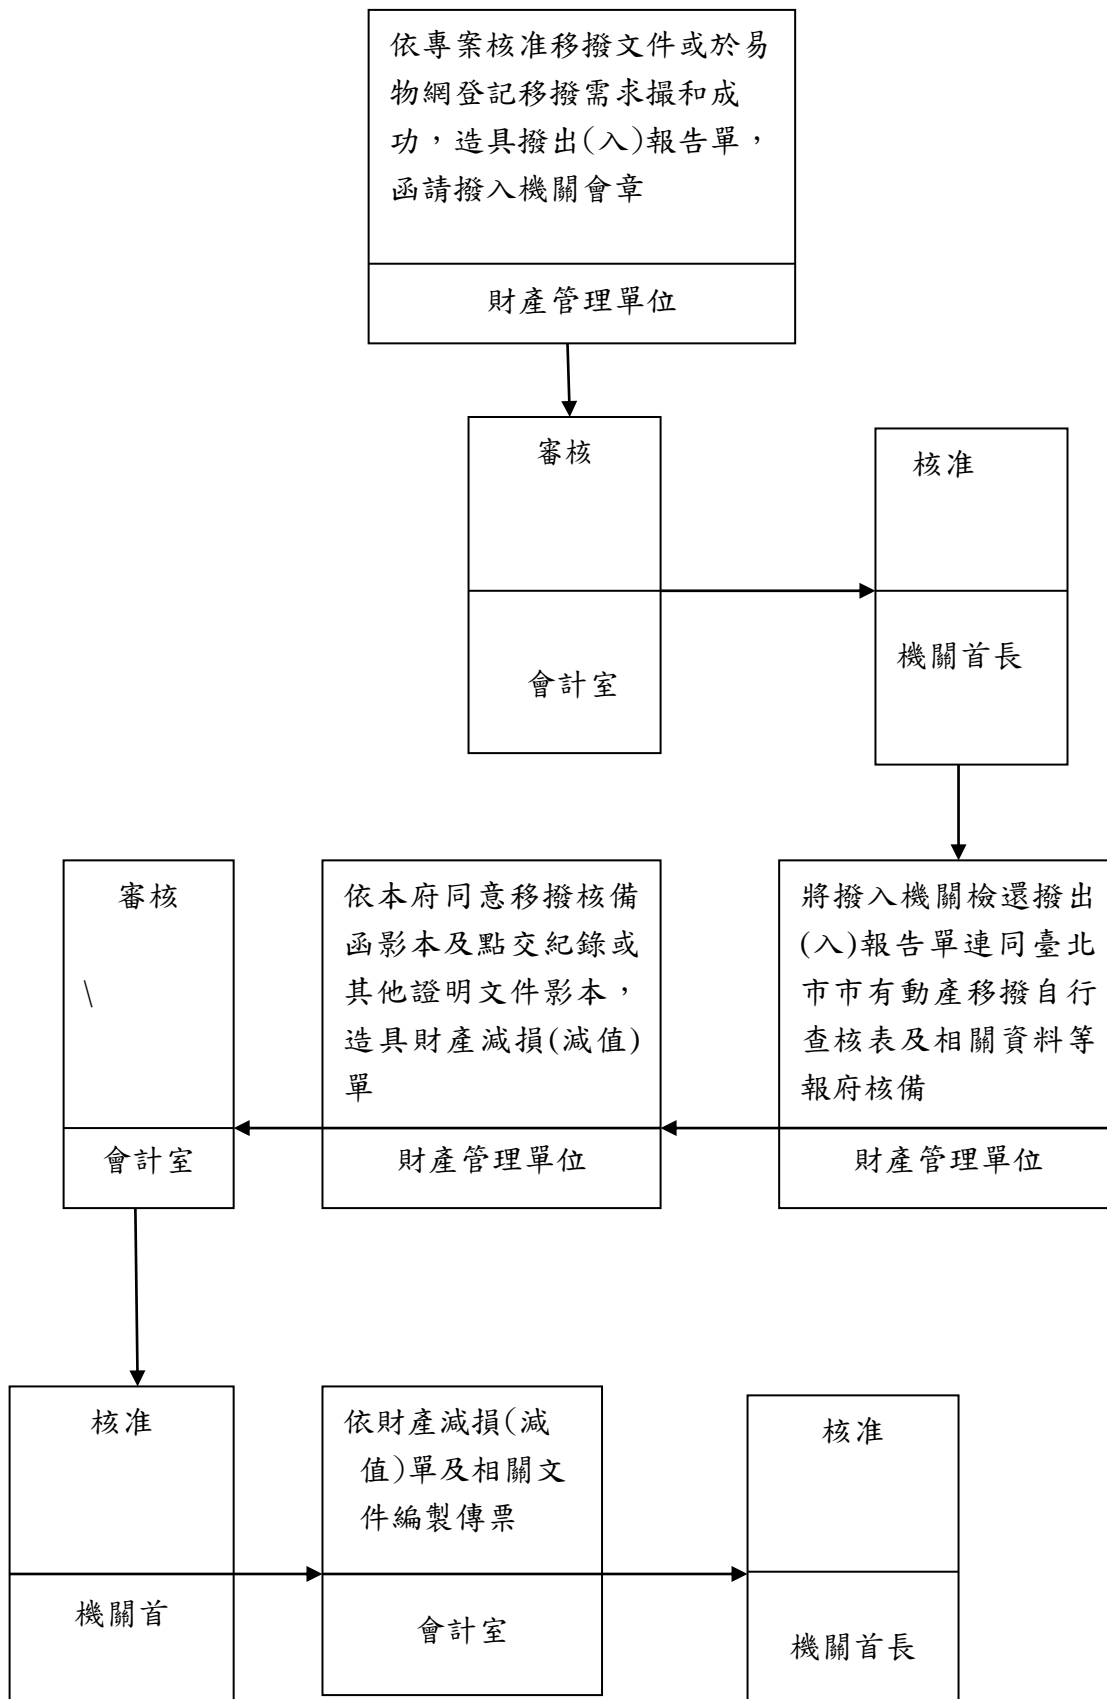 依專案核准移撥文件或於易
物網登記移撥需求撮和成
功，造具撥出(入)報告單，
函請撥入機關會章
財產管理單位
審核
會計室
核准
機關首長
將撥入機關檢還撥出
(入)報告單連同臺北
市市有動產移撥自行
查核表及相關資料等
報府核備
財產管理單位
依本府同意移撥核備
函影本及點交紀錄或
其他證明文件影本，
造具財產減損(減值)
單
財產管理單位
審核
\
會計室
核准
機關首
依財產減損(減
值)單及相關文
件編製傳票
會計室
核准
機關首長